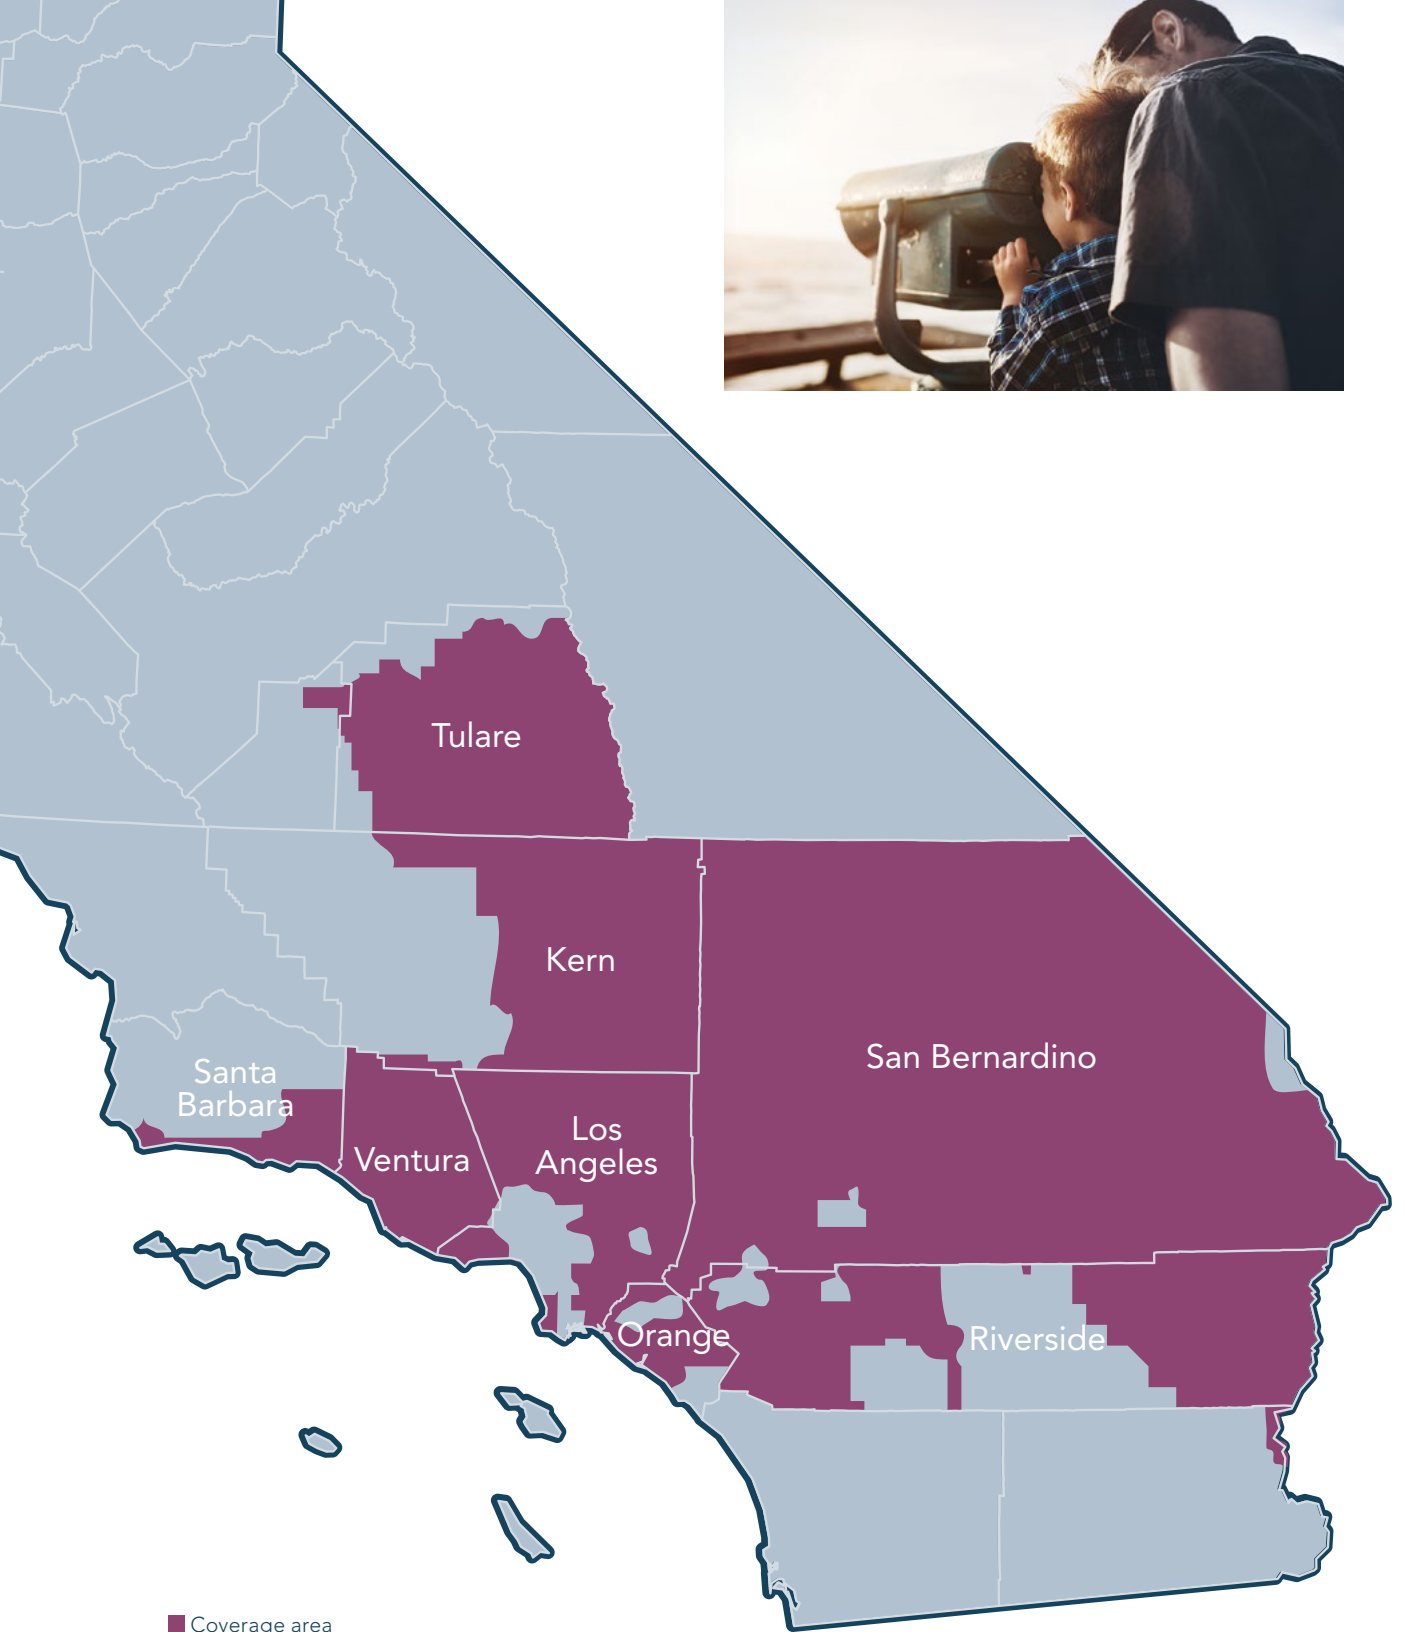 Tulare
Kern
San Bernardino
Santa
Barbara
Ventura
Los
Angeles
Orange
Riverside
Coverage area